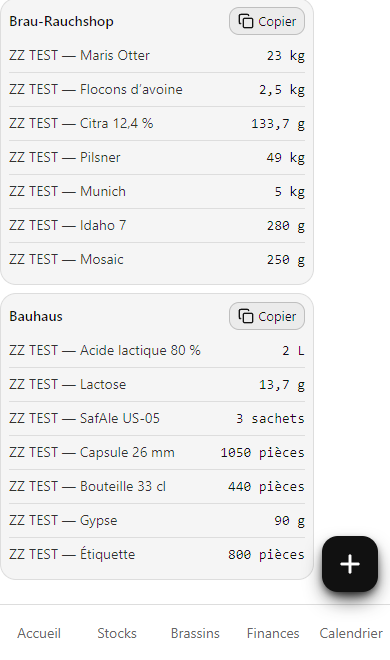 Brau-Rauchshop Copier
ZZ TEST — Maris Otter 23 kg
ZZ TEST — Flocons d'avoine 2,5 kg
ZZ TEST — Citra 12,4 % 133,7 g
ZZ TEST — Pilsner 49 kg
ZZ TEST — Munich 5 kg
ZZ TEST — Idaho 7 280 g
ZZ TEST — Mosaic 250 g
Bauhaus Copier
ZZ TEST — Acide lactique 80 % 2 L
ZZ TEST — Lactose 13,7 g
ZZ TEST — SafAle US-05 3 sachets
ZZ TEST — Capsule 26 mm 1050 pièces
ZZ TEST — Bouteille 33 cl 440 pièces
ZZ TEST — Gypse 90 g
ZZ TEST — Étiquette 800 pièces
Accueil Stocks Brassins Finances Calendrier